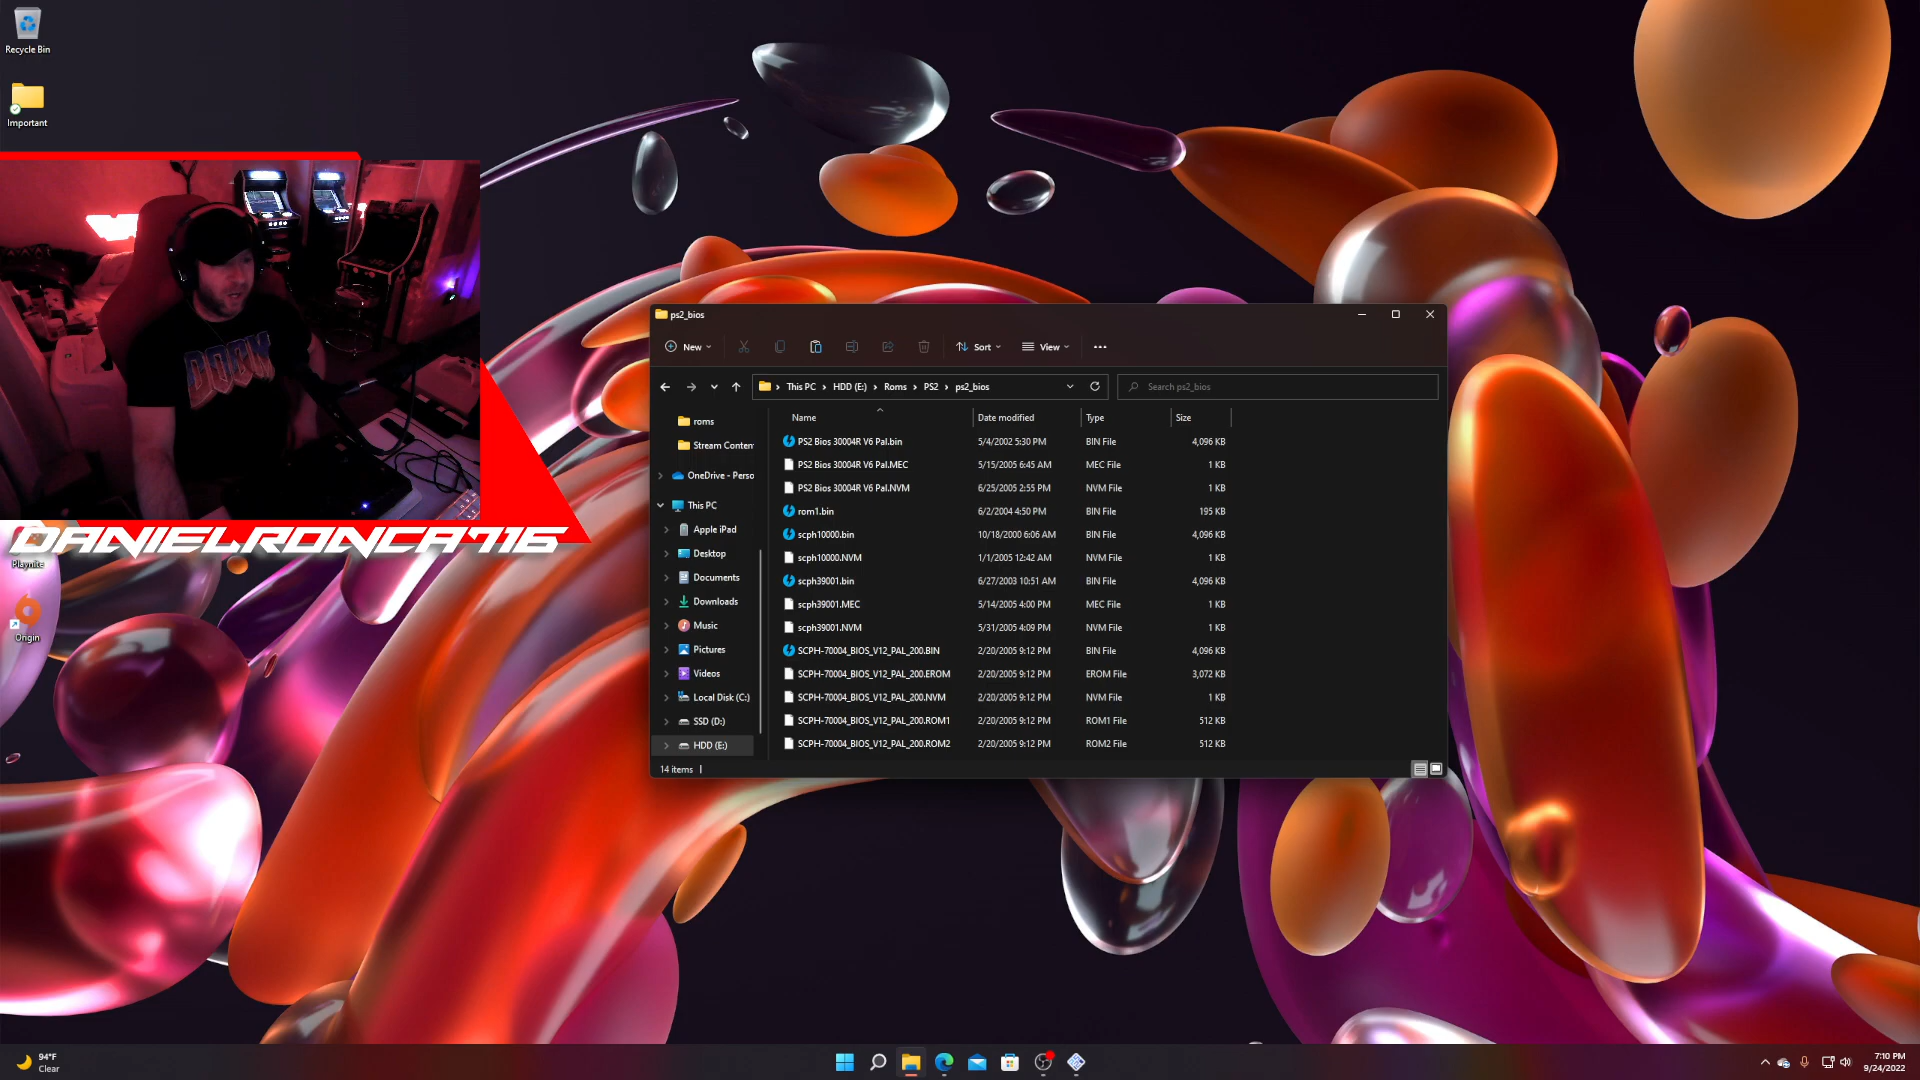 Recycle Bin
Important
DOOM
DANIELRONCA716
Playnite
Origin
ps2_bios
New
Sort
View
This PC > HDD (E:) > Roms > PS2 > ps2_bios
Search ps2_bios
roms
Stream Conten
OneDrive - Perso
This PC
Apple iPad
Desktop
Documents
Downloads
Music
Pictures
Videos
Local Disk (C:)
SSD (D:)
HDD (E:)
Name Date modified Type Size
PS2 Bios 30004R V6 Pal.bin 5/4/2002 5:30 PM BIN File 4,096 KB
PS2 Bios 30004R V6 Pal.MEC 5/15/2005 6:45 AM MEC File 1 KB
PS2 Bios 30004R V6 Pal.NVM 6/25/2005 2:55 PM NVM File 1 KB
rom1.bin 6/2/2004 4:50 PM BIN File 195 KB
scph10000.bin 10/18/2000 6:06 AM BIN File 4,096 KB
scph10000.NVM 1/1/2005 12:42 AM NVM File 1 KB
scph39001.bin 6/27/2003 10:51 AM BIN File 4,096 KB
scph39001.MEC 5/14/2005 4:00 PM MEC File 1 KB
scph39001.NVM 5/31/2005 4:09 PM NVM File 1 KB
SCPH-70004_BIOS_V12_PAL_200.BIN 2/20/2005 9:12 PM BIN File 4,096 KB
SCPH-70004_BIOS_V12_PAL_200.EROM 2/20/2005 9:12 PM EROM File 3,072 KB
SCPH-70004_BIOS_V12_PAL_200.NVM 2/20/2005 9:12 PM NVM File 1 KB
SCPH-70004_BIOS_V12_PAL_200.ROM1 2/20/2005 9:12 PM ROM1 File 512 KB
SCPH-70004_BIOS_V12_PAL_200.ROM2 2/20/2005 9:12 PM ROM2 File 512 KB
14 items
94°F
Clear
7:10 PM
9/24/2022